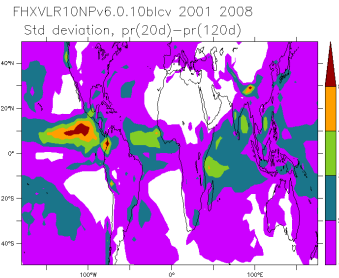 FHXVLR10NPv6.0.10blcv 2001 2008
Std deviation, pr(20d)-pr(120d)
40°N
20°N
0°
20°S
40°S
100°W 0° 100°E